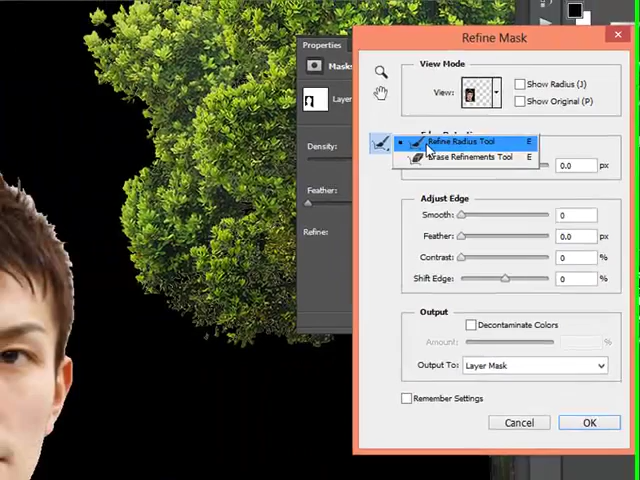 Refine Mask
Properties
Mask
Layer
Density:
Feather:
Refine:
View Mode
View:
Show Radius (J)
Show Original (P)
Refine Radius Tool E
Erase Refinements Tool E
0.0 px
Adjust Edge
Smooth: 0
Feather: 0.0 px
Contrast: 0 %
Shift Edge: 0 %
Output
Decontaminate Colors
Amount: %
Output To: Layer Mask
Remember Settings
Cancel OK